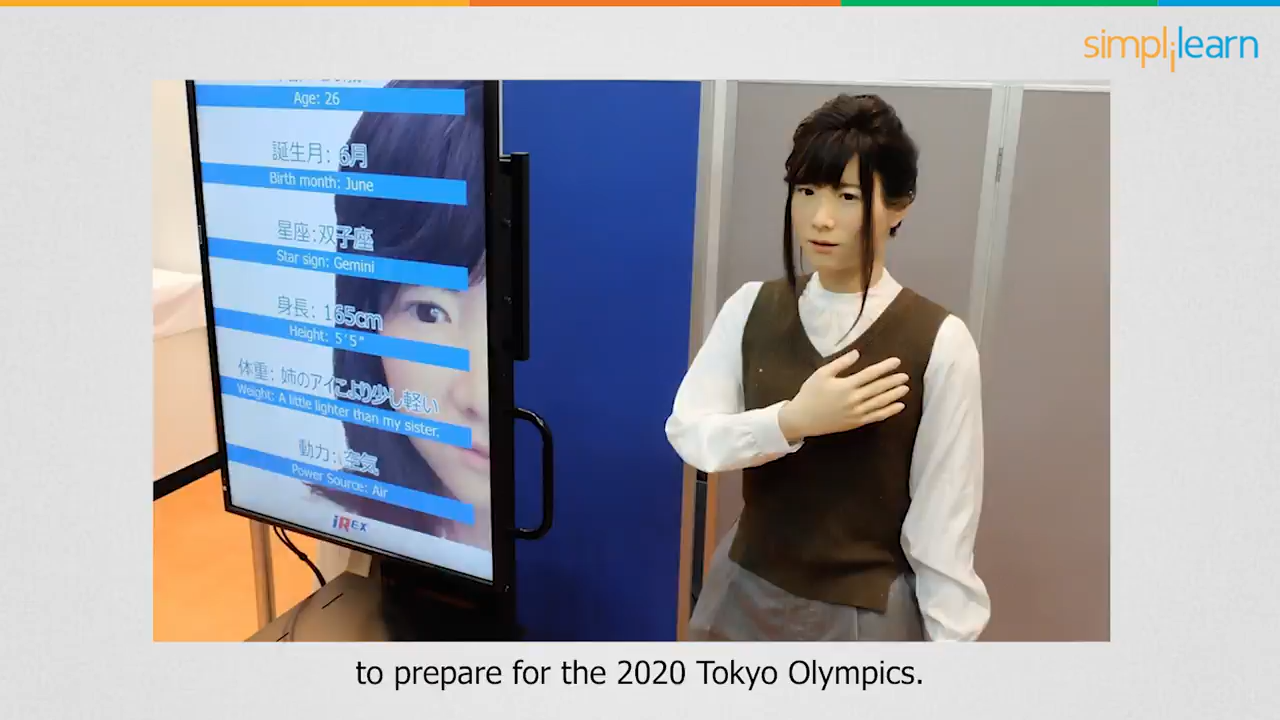 simplilearn
Age: 26
誕生月: 6月
Birth month: June
星座:双子座
Star sign: Gemini
身長: 165cm
Height: 5'5"
体重: 姉のアイこより少し軽い
Weight: A little lighter than my sister.
動力: 空気
Power Source: Air
iREX
to prepare for the 2020 Tokyo Olympics.